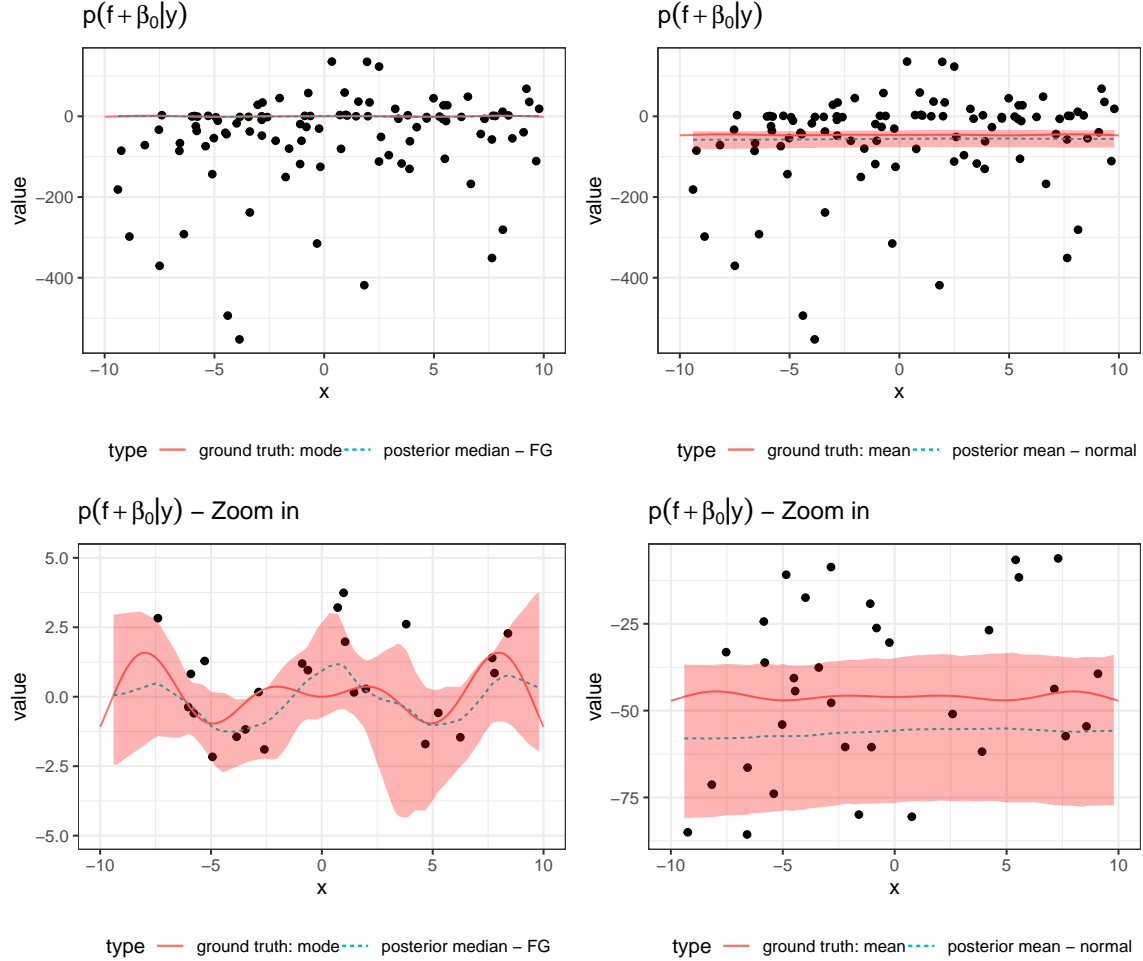 p(f + β₀|y)
0
−200
−400
value
−10
−5
0
5
10
x
type ground truth: mode posterior median − FG
p(f + β₀|y)
0
−200
−400
value
−10
−5
0
5
10
x
type ground truth: mean posterior mean − normal
p(f + β₀|y) − Zoom in
5.0
2.5
0.0
−2.5
−5.0
value
−10
−5
0
5
10
x
type ground truth: mode posterior median − FG
p(f + β₀|y) − Zoom in
−25
−50
−75
value
−10
−5
0
5
10
x
type ground truth: mean posterior mean − normal